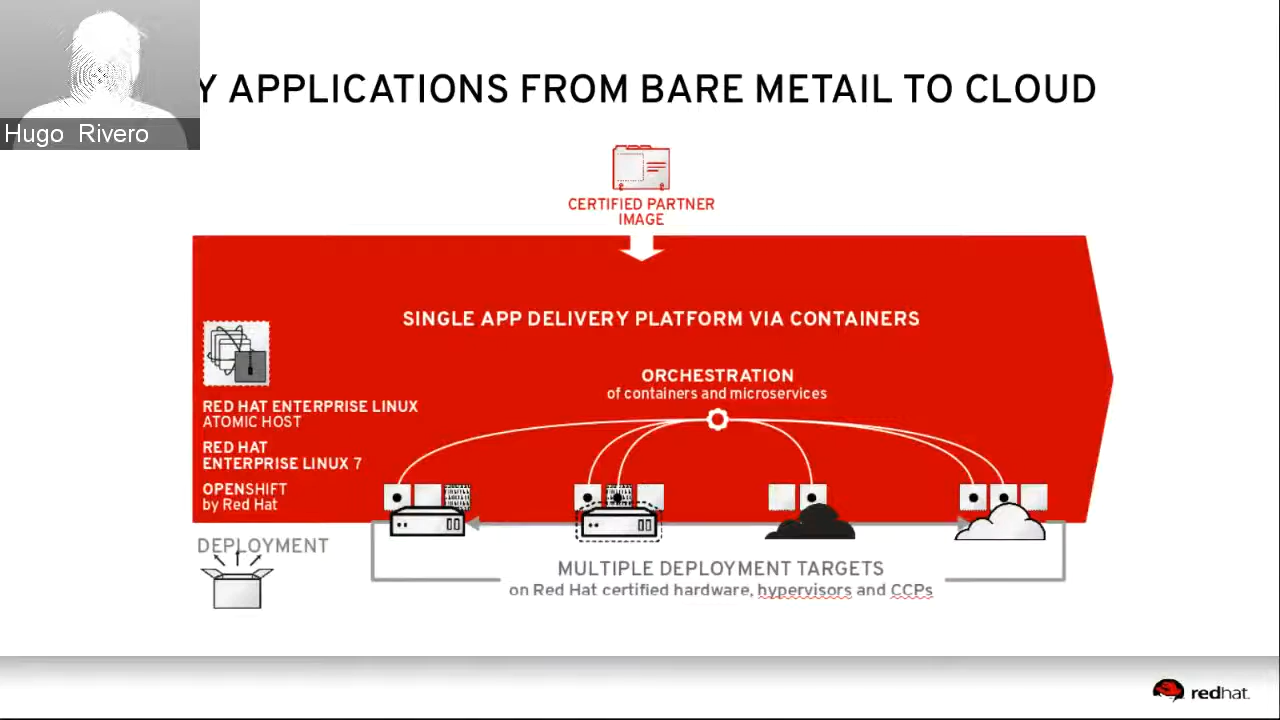 Y APPLICATIONS FROM BARE METAIL TO CLOUD
Hugo Rivero
CERTIFIED PARTNER
IMAGE
SINGLE APP DELIVERY PLATFORM VIA CONTAINERS
ORCHESTRATION
of containers and microservices
RED HAT ENTERPRISE LINUX
ATOMIC HOST
RED HAT
ENTERPRISE LINUX 7
OPENSHIFT
by Red Hat
DEPLOYMENT
MULTIPLE DEPLOYMENT TARGETS
on Red Hat certified hardware, hypervisors and CCPs
redhat.